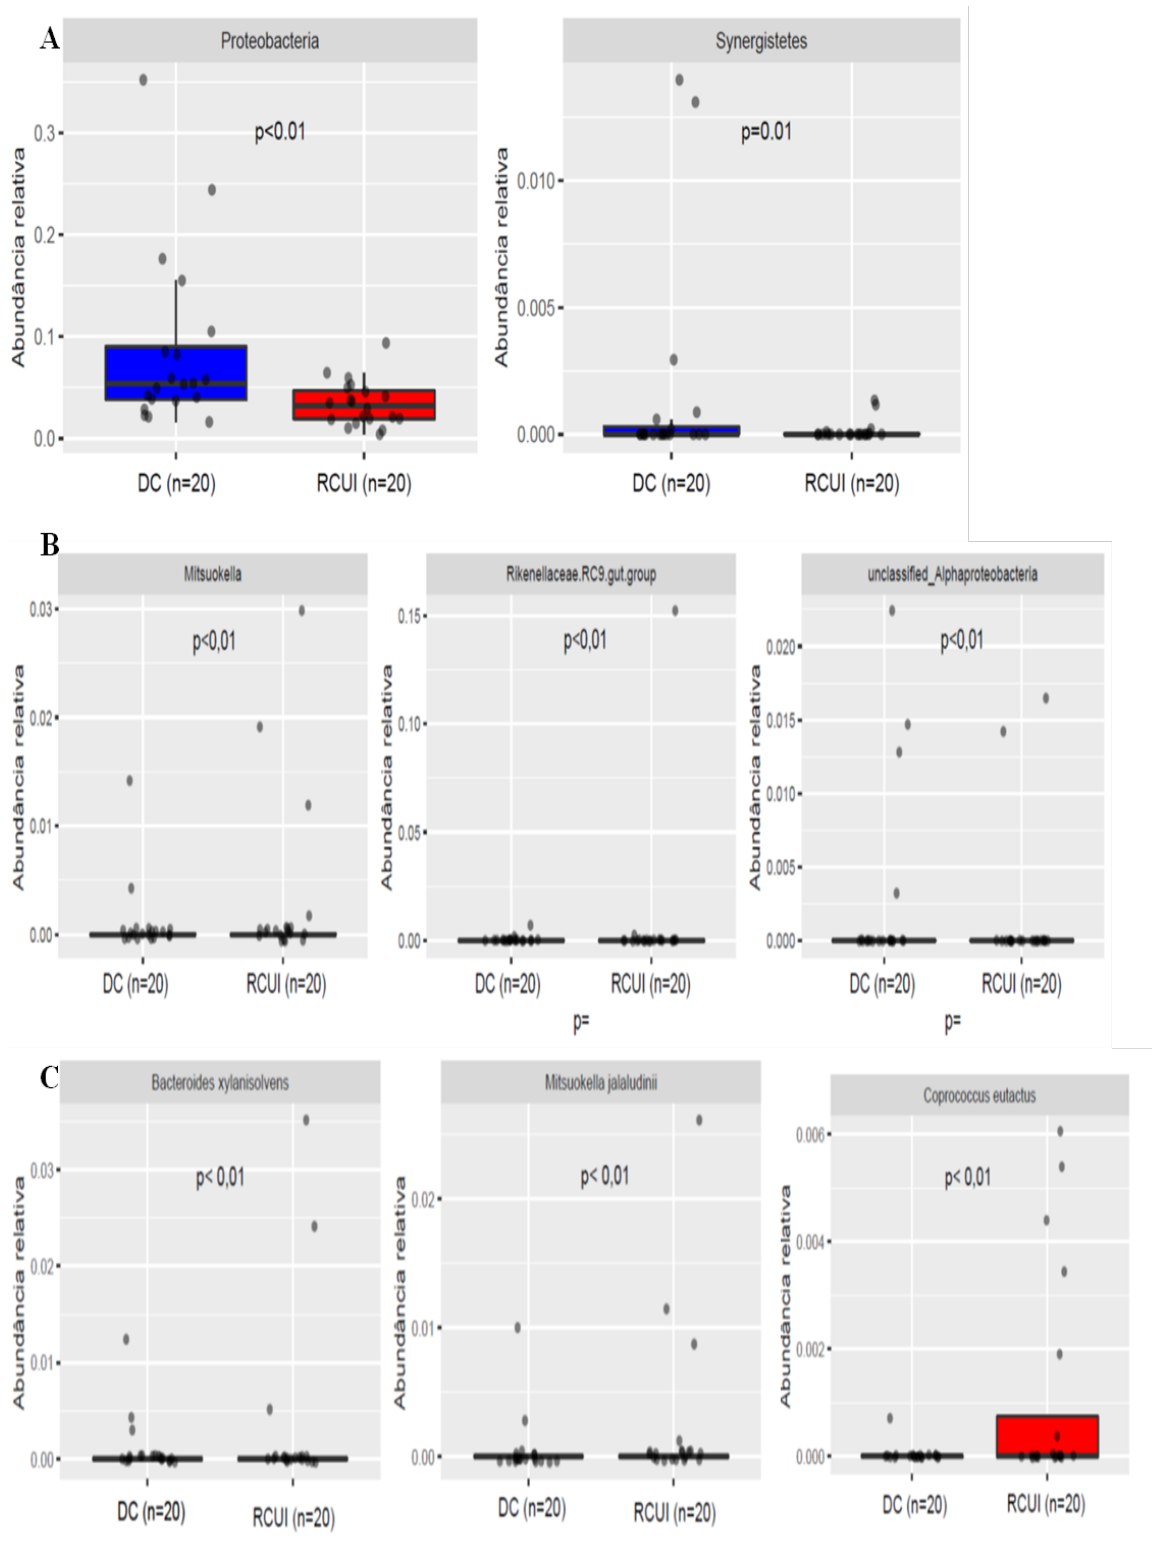 A
Proteobacteria
Synergistetes
Abundância relativa
0.3
0.2
0.1
0.0
p<0.01
DC (n=20)
RCUI (n=20)
Abundância relativa
0.010
0.005
0.000
p=0.01
DC (n=20)
RCUI (n=20)
B
Mitsuokella
Rikenellaceae.RC9.gut.group
unclassified_Alphaproteobacteria
Abundância relativa
0.03
0.02
0.01
0.00
p<0,01
DC (n=20)
RCUI (n=20)
Abundância relativa
0.15
0.10
0.05
0.00
p<0,01
DC (n=20)
RCUI (n=20)
p=
Abundância relativa
0.020
0.015
0.010
0.005
0.000
p<0,01
DC (n=20)
RCUI (n=20)
p=
C
Bacteroides xylanisolvens
Mitsuokella jalaludinii
Coprococcus eutactus
Abundância relativa
0.03
0.02
0.01
0.00
p< 0,01
DC (n=20)
RCUI (n=20)
Abundância relativa
0.02
0.01
0.00
p< 0,01
DC (n=20)
RCUI (n=20)
Abundância relativa
0.006
0.004
0.002
0.000
p< 0,01
DC (n=20)
RCUI (n=20)